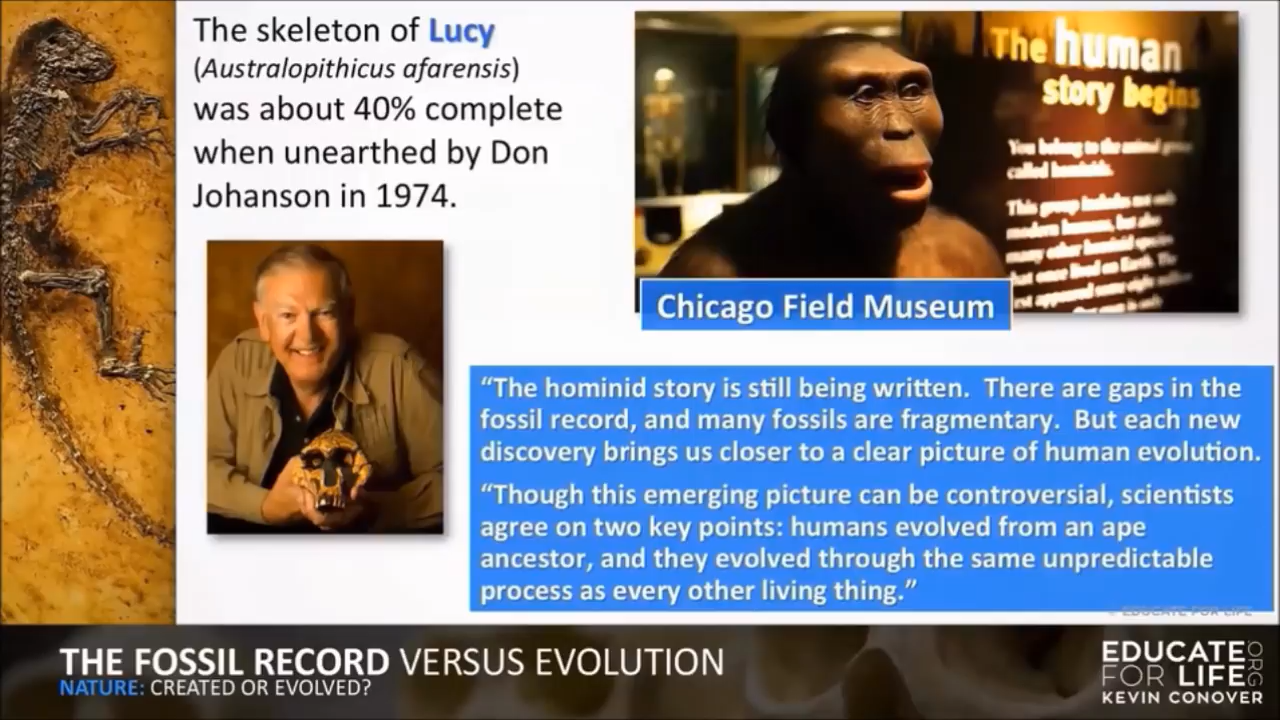 The skeleton of Lucy
(Australopithicus afarensis)
was about 40% complete
when unearthed by Don
Johanson in 1974.
The human
story begins
You belong to the animal
called hominids.
This group includes not only
modern humans, but also
many other hominid species
that once lived on Earth. The
first appeared some eight million
Chicago Field Museum
“The hominid story is still being written. There are gaps in the
fossil record, and many fossils are fragmentary. But each new
discovery brings us closer to a clear picture of human evolution.
“Though this emerging picture can be controversial, scientists
agree on two key points: humans evolved from an ape
ancestor, and they evolved through the same unpredictable
process as every other living thing.”
© EDUCATE FOR LIFE
THE FOSSIL RECORD VERSUS EVOLUTION
NATURE: CREATED OR EVOLVED?
EDUCATE
FOR LIFE.ORG
KEVIN CONOVER